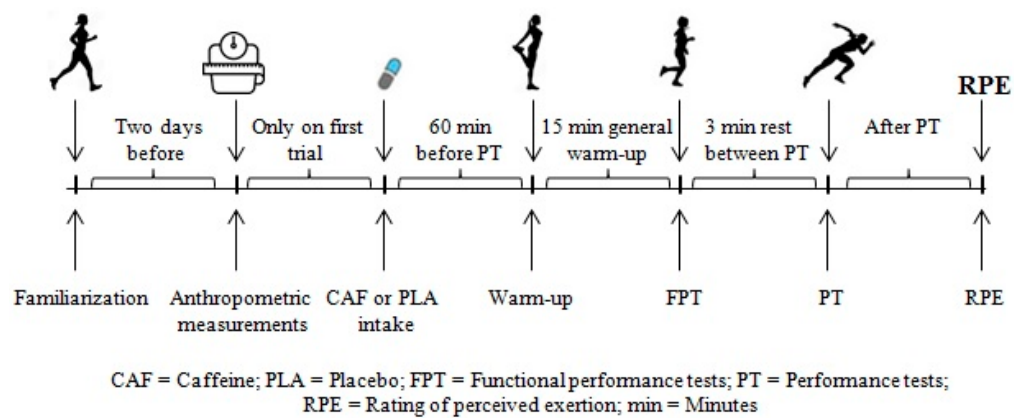 RPE
Two days
before
Only on first
trial
60 min
before PT
15 min general
warm-up
3 min rest
between PT
After PT
Familiarization
Anthropometric
measurements
CAF or PLA
intake
Warm-up
FPT
PT
RPE
CAF = Caffeine; PLA = Placebo; FPT = Functional performance tests; PT = Performance tests;
RPE = Rating of perceived exertion; min = Minutes